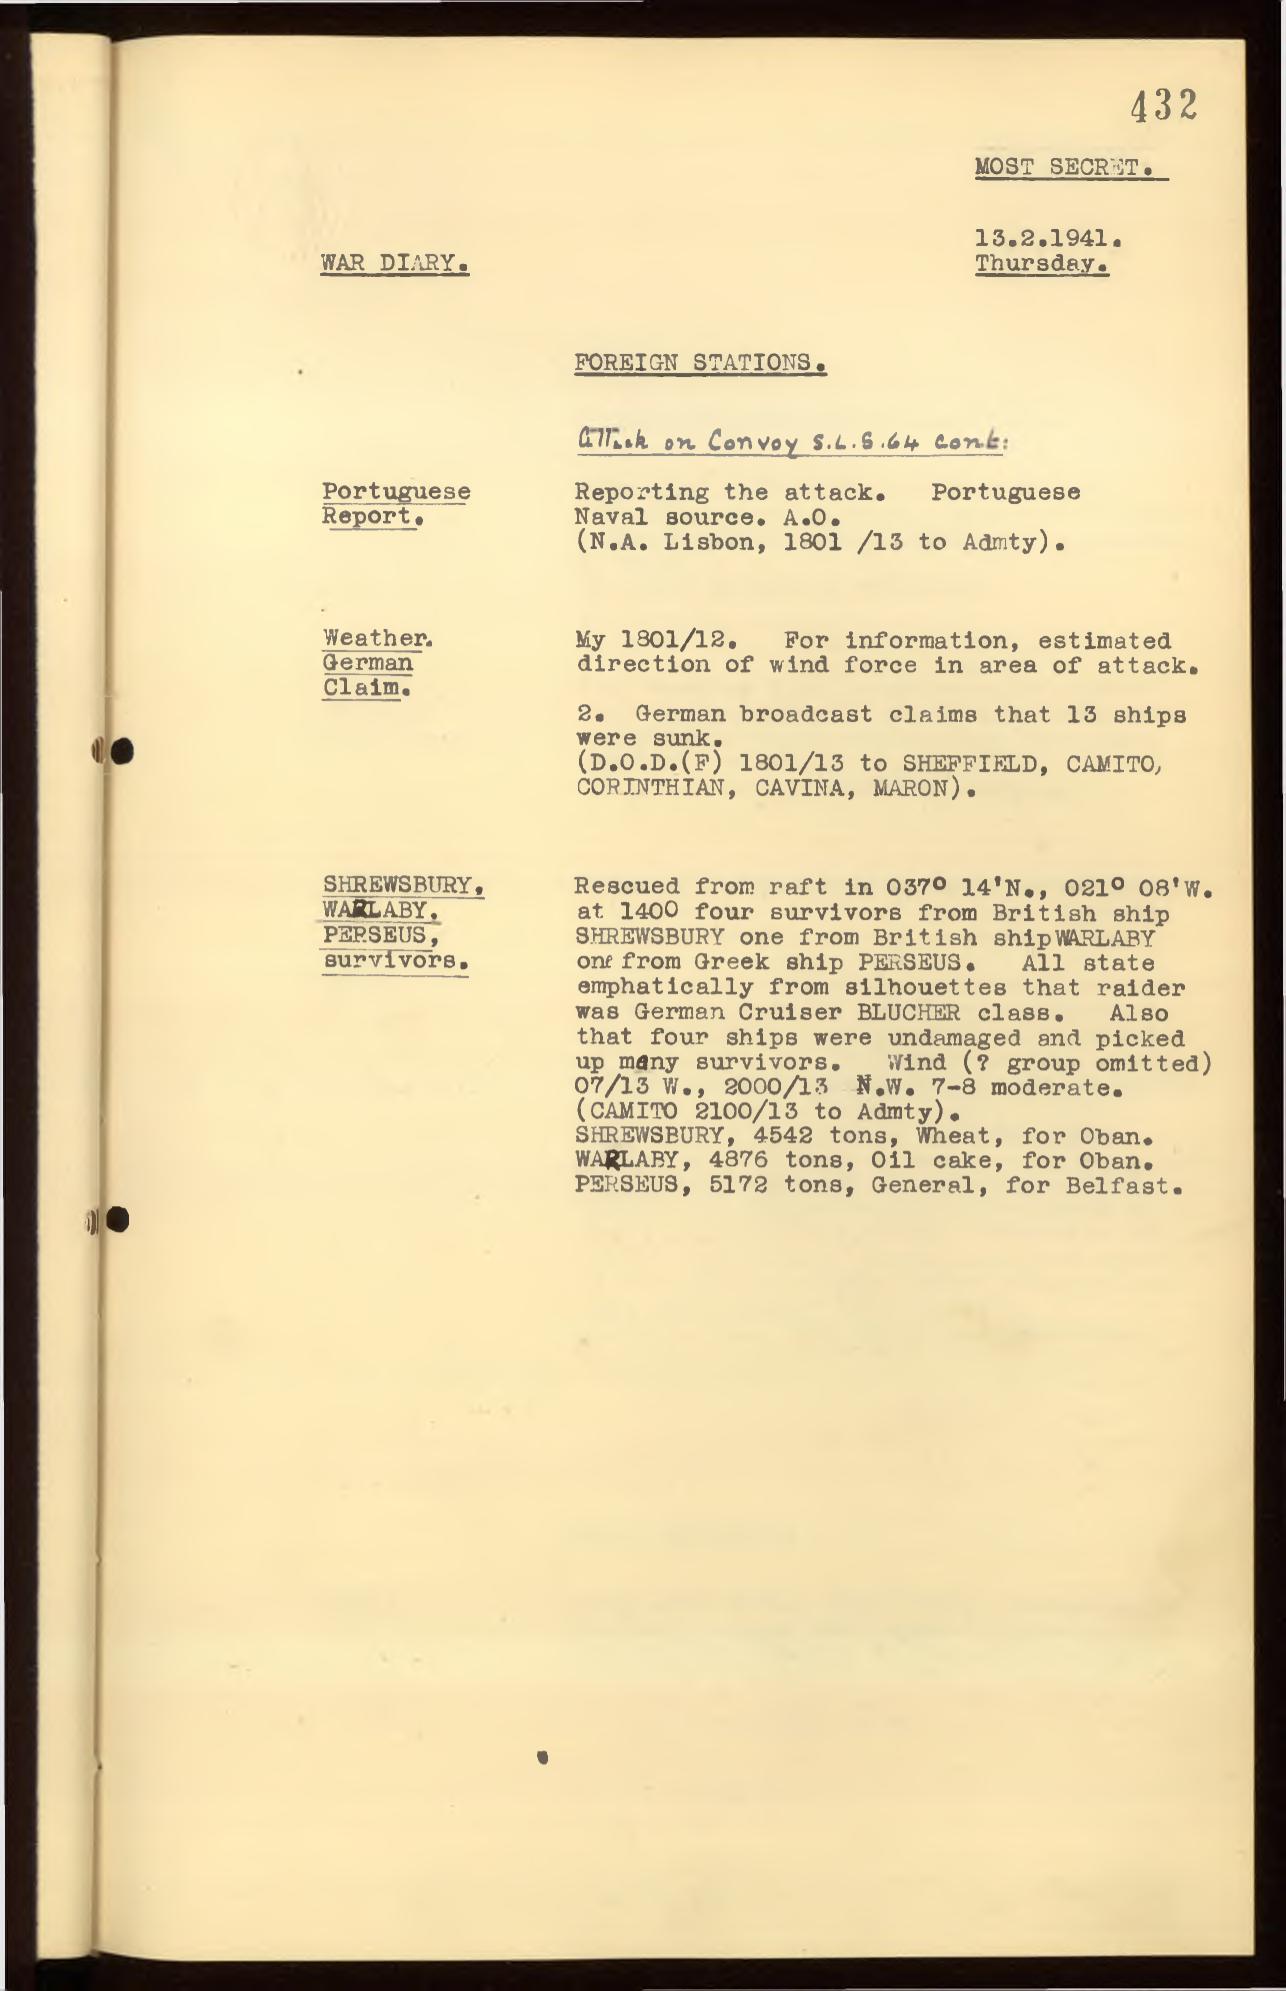 432
MOST SECRET.
13.2.1941.
WAR DIARY.
Thursday.
FOREIGN STATIONS.
Attack on Convoy S.L.S.64 cont:
Portuguese
Report.
Reporting the attack. Portuguese
Naval source. A.O.
(N.A. Lisbon, 1801 /13 to Admty).
Weather.
German
Claim.
My 1801/12. For information, estimated
direction of wind force in area of attack.
2. German broadcast claims that 13 ships
were sunk.
(D.O.D.(F) 1801/13 to SHEFFIELD, CAMITO,
CORINTHIAN, CAVINA, MARON).
SHREWSBURY.
WARLABY.
PERSEUS,
survivors.
Rescued from raft in 037° 14'N., 021° 08'W.
at 1400 four survivors from British ship
SHREWSBURY one from British ship WARLABY
one from Greek ship PERSEUS. All state
emphatically from silhouettes that raider
was German Cruiser BLUCHER class. Also
that four ships were undamaged and picked
up many survivors. Wind (? group omitted)
07/13 W., 2000/13 N.W. 7-8 moderate.
(CAMITO 2100/13 to Admty).
SHREWSBURY, 4542 tons, Wheat, for Oban.
WARLABY, 4876 tons, Oil cake, for Oban.
PERSEUS, 5172 tons, General, for Belfast.